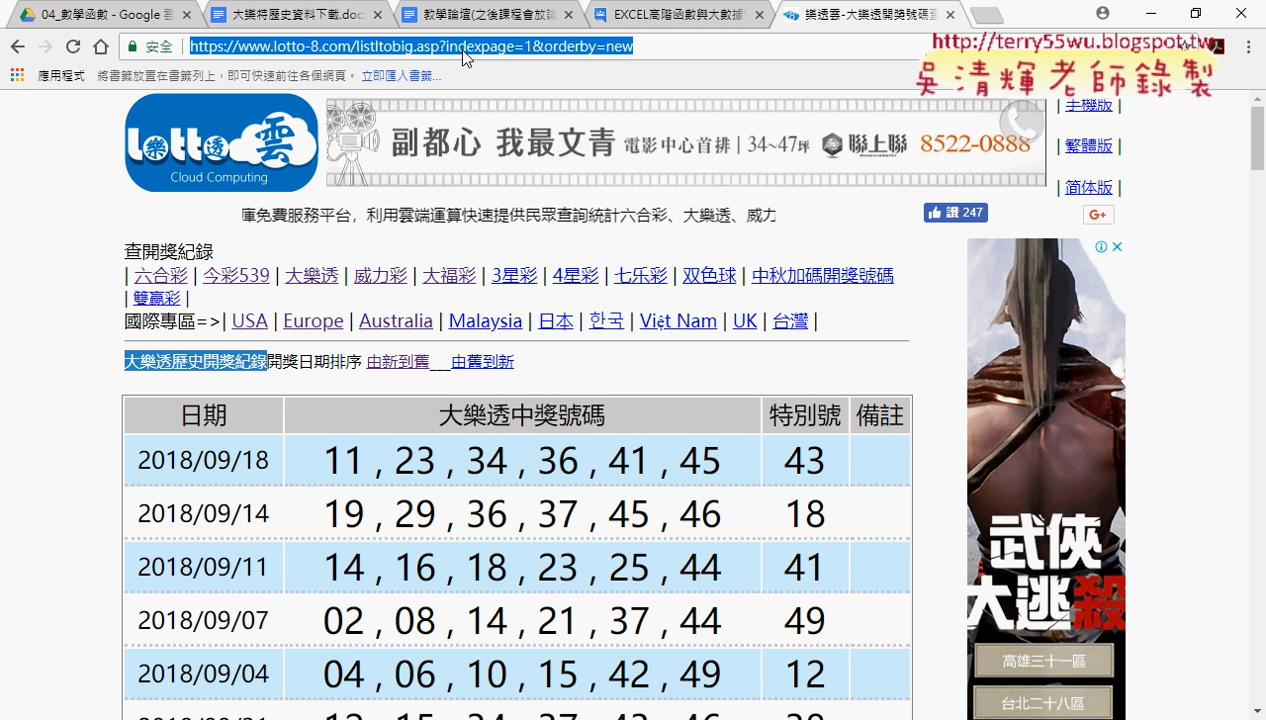 04_數學函數 - Google 雲
大樂特歷史資料下載.docx
教學論壇(之後課程會放論
EXCEL高階函數與大數據V
樂透雲-大樂透開獎號碼查
安全
https://www.lotto-8.com/listltobig.asp?indexpage=1&orderby=new
http://terry55wu.blogspot.tw
吳清輝老師錄製
應用程式
將書籤放置在書籤列上，即可快速前往各個網頁。 立即匯入書籤...
lotto 樂透雲
Cloud Computing
副都心 我最文青 電影中心首排 | 34~47坪 聯上聯 8522-0888
| 手機版 |
| 繁體版 |
| 简体版 |
庫免費服務平台，利用雲端運算快速提供民眾查詢統計六合彩、大樂透、威力
讚 247
G+
查開獎紀錄
| 六合彩 | 今彩539 | 大樂透 | 威力彩 | 大福彩 | 3星彩 | 4星彩 | 七乐彩 | 双色球 | 中秋加碼開獎號碼
| 雙贏彩 |
國際專區=>| USA | Europe | Australia | Malaysia | 日本 | 한국 | Việt Nam | UK | 台灣 |
大樂透歷史開獎紀錄開獎日期排序 由新到舊___由舊到新
日期 大樂透中獎號碼 特別號 備註
2018/09/18 11 , 23 , 34 , 36 , 41 , 45 43
2018/09/14 19 , 29 , 36 , 37 , 45 , 46 18
2018/09/11 14 , 16 , 18 , 23 , 25 , 44 41
2018/09/07 02 , 08 , 14 , 21 , 37 , 44 49
2018/09/04 04 , 06 , 10 , 15 , 42 , 49 12
武俠
大逃殺
高雄三十一區
台北二十八區